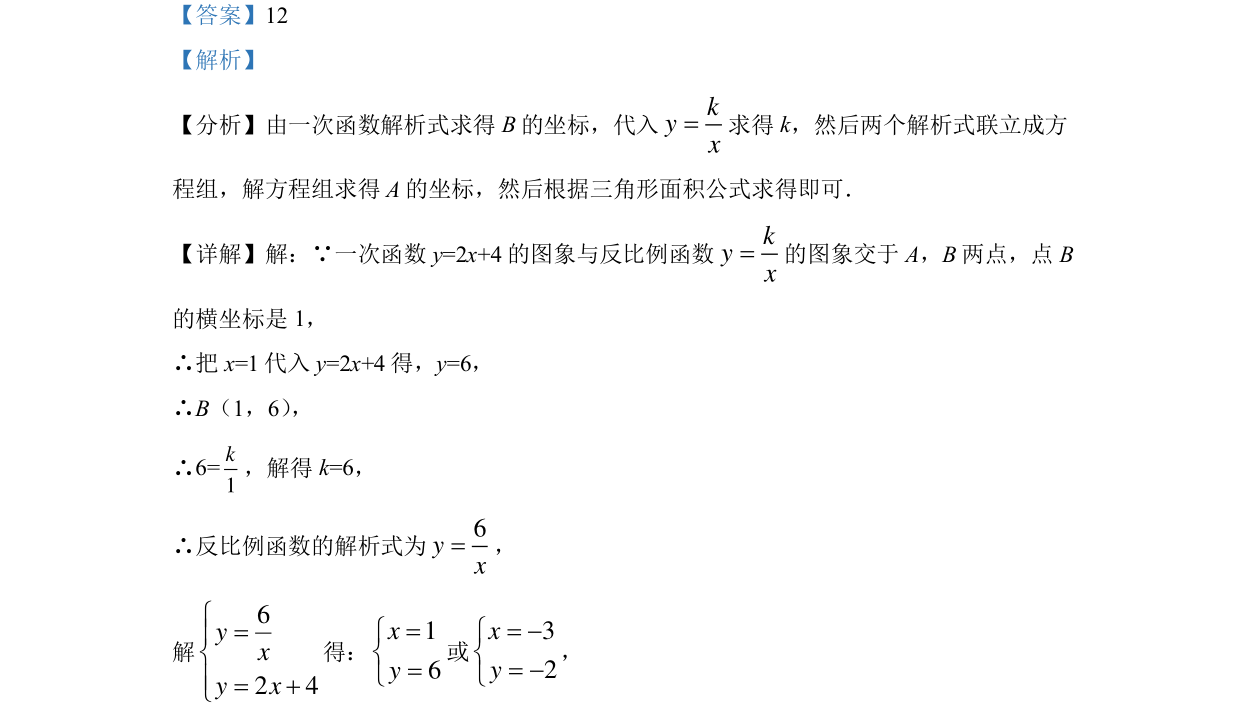 【答案】12
【解析】
【分析】由一次函数解析式求得 B 的坐标，代入 y = k/x 求得 k，然后两个解析式联立成方
程组，解方程组求得 A 的坐标，然后根据三角形面积公式求得即可．
【详解】解：∵一次函数 y=2x+4 的图象与反比例函数 y = k/x 的图象交于 A，B 两点，点 B
的横坐标是 1，
∴把 x=1 代入 y=2x+4 得，y=6，
∴B（1，6），
∴6= k/1 ，解得 k=6，
∴反比例函数的解析式为 y = 6/x ，
解 { y = 6/x  y = 2x + 4 得：{ x = 1  y = 6 或 { x = −3  y = −2 ，